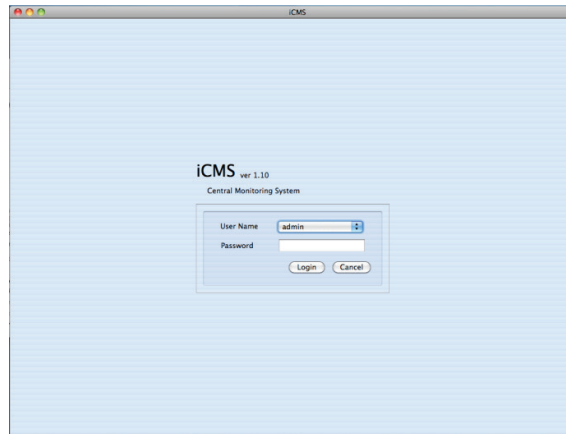 iCMS
iCMS ver 1.10
Central Monitoring System
User Name admin
Password
Login Cancel